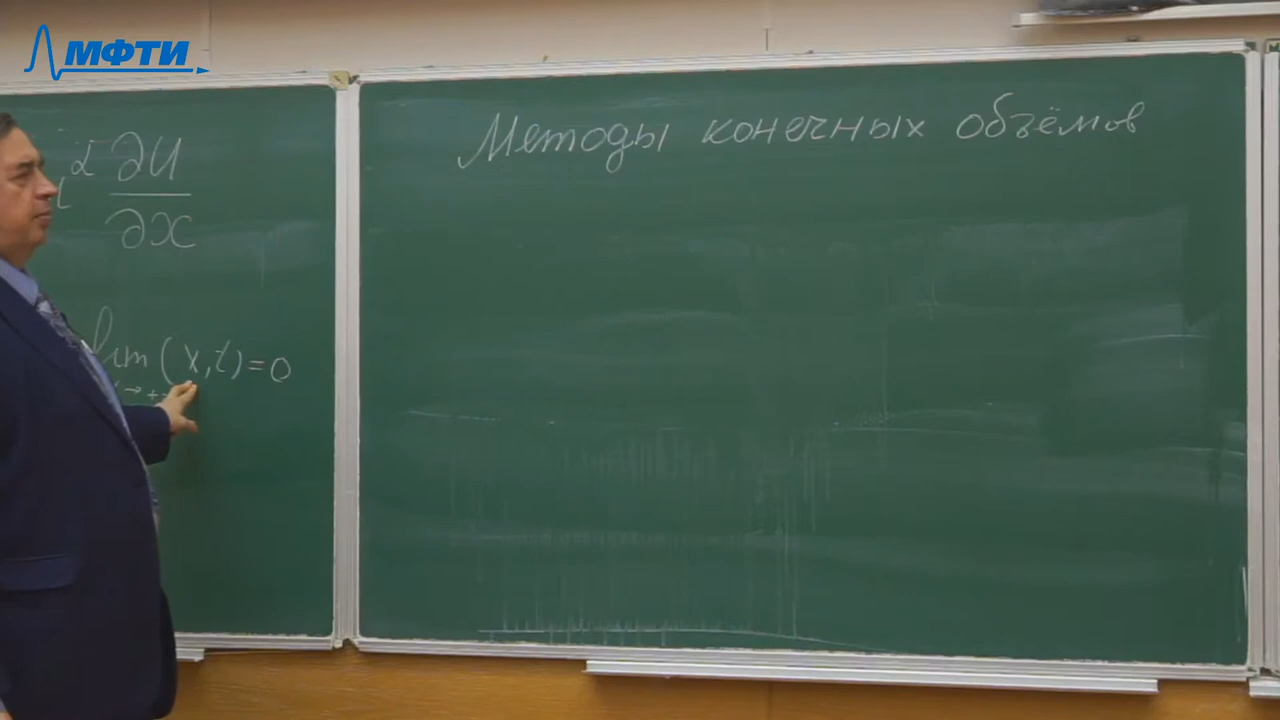 МФТИ
α ∂U
∂x
lim (x,t)=0
Методы конечных объёмов